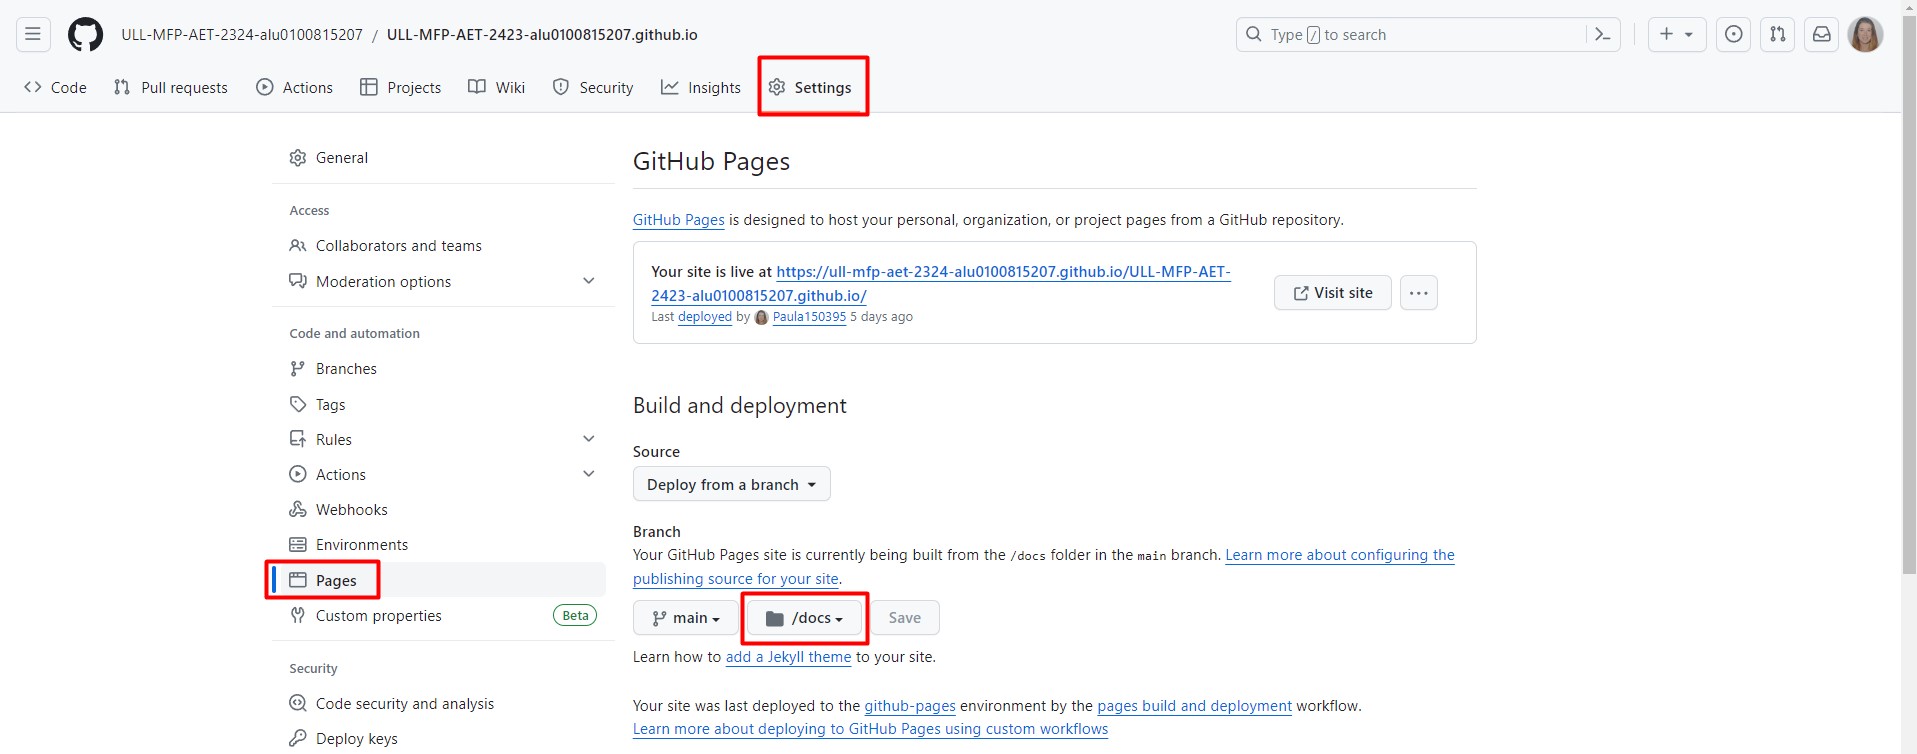 ULL-MFP-AET-2324-alu0100815207 / ULL-MFP-AET-2423-alu0100815207.github.io
Type / to search
Code
Pull requests
Actions
Projects
Wiki
Security
Insights
Settings
General
Access
Collaborators and teams
Moderation options
Code and automation
Branches
Tags
Rules
Actions
Webhooks
Environments
Pages
Custom properties
Beta
Security
Code security and analysis
Deploy keys
GitHub Pages
GitHub Pages is designed to host your personal, organization, or project pages from a GitHub repository.
Your site is live at https://ull-mfp-aet-2324-alu0100815207.github.io/ULL-MFP-AET-
2423-alu0100815207.github.io/
Last deployed by Paula150395 5 days ago
Visit site
Build and deployment
Source
Deploy from a branch
Branch
Your GitHub Pages site is currently being built from the /docs folder in the main branch. Learn more about configuring the
publishing source for your site.
main
/docs
Save
Learn how to add a Jekyll theme to your site.
Your site was last deployed to the github-pages environment by the pages build and deployment workflow.
Learn more about deploying to GitHub Pages using custom workflows